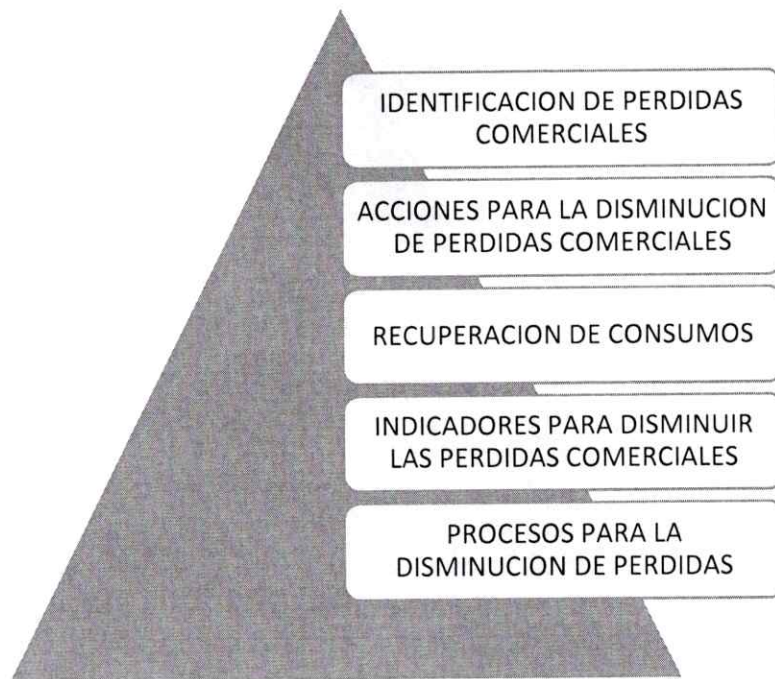 IDENTIFICACION DE PERDIDAS
COMERCIALES
ACCIONES PARA LA DISMINUCION
DE PERDIDAS COMERCIALES
RECUPERACION DE CONSUMOS
INDICADORES PARA DISMINUIR
LAS PERDIDAS COMERCIALES
PROCESOS PARA LA
DISMINUCION DE PERDIDAS